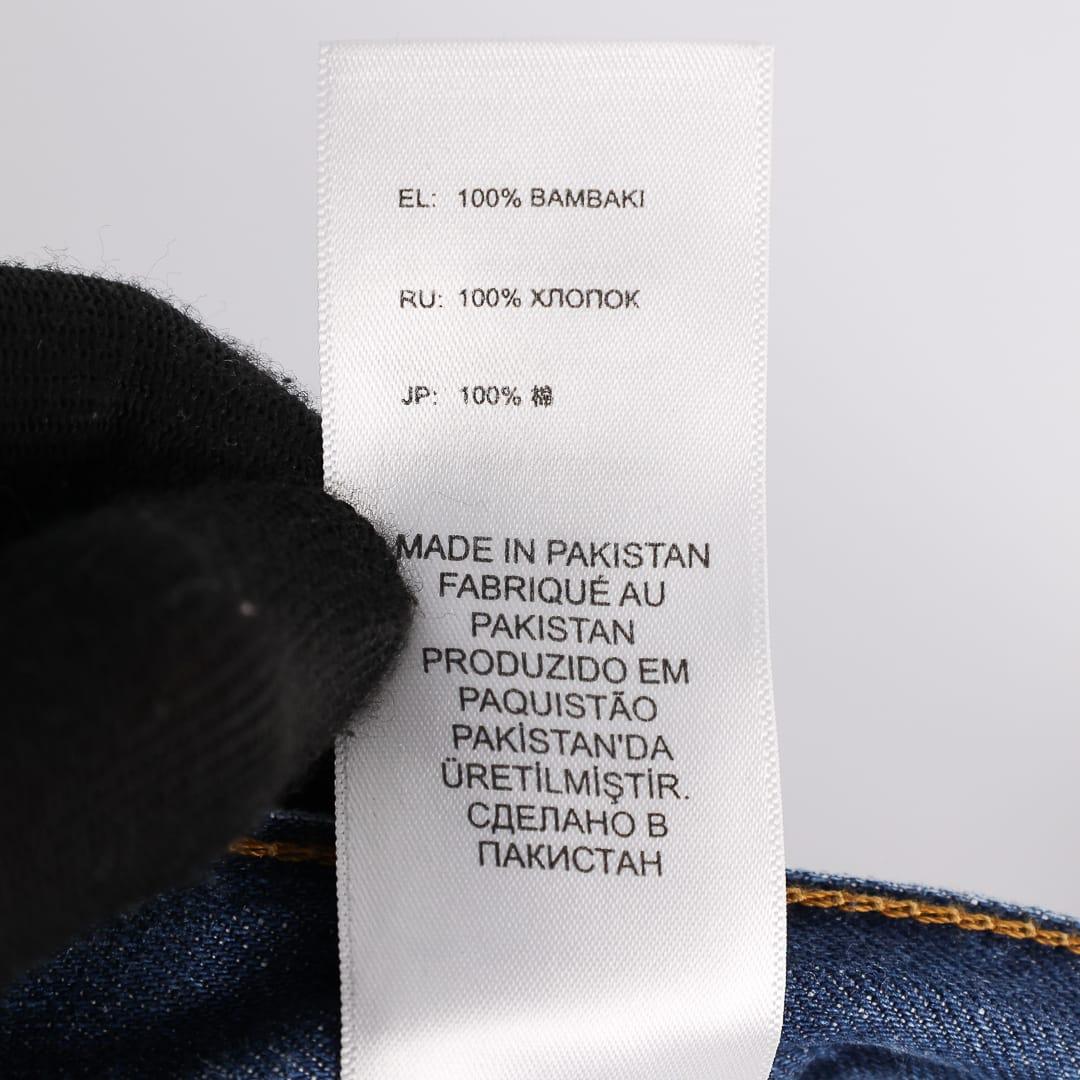 EL: 100% BAMBAKI
RU: 100% ХЛОПОК
JP: 100% 棉
MADE IN PAKISTAN
FABRIQUÉ AU
PAKISTAN
PRODUZIDO EM
PAQUISTÃO
PAKİSTAN'DA
ÜRETİLMİŞTİR.
СДЕЛАНО В
ПАКИСТАН